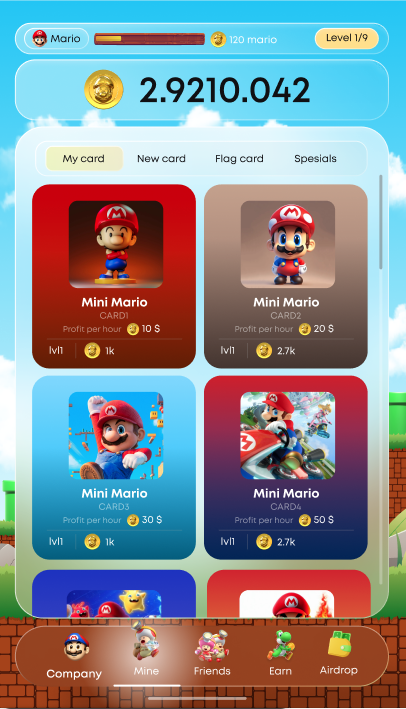 Mario
120 mario
Level 1/9
2.9210.042
My card New card Flag card Spesials
Mini Mario
CARD1
Profit per hour 10 $
lvl1 1k
Mini Mario
CARD2
Profit per hour 20 $
lvl1 2.7k
Mini Mario
CARD3
Profit per hour 30 $
lvl1 1k
Mini Mario
CARD4
Profit per hour 50 $
lvl1 2.7k
Company Mine Friends Earn Airdrop